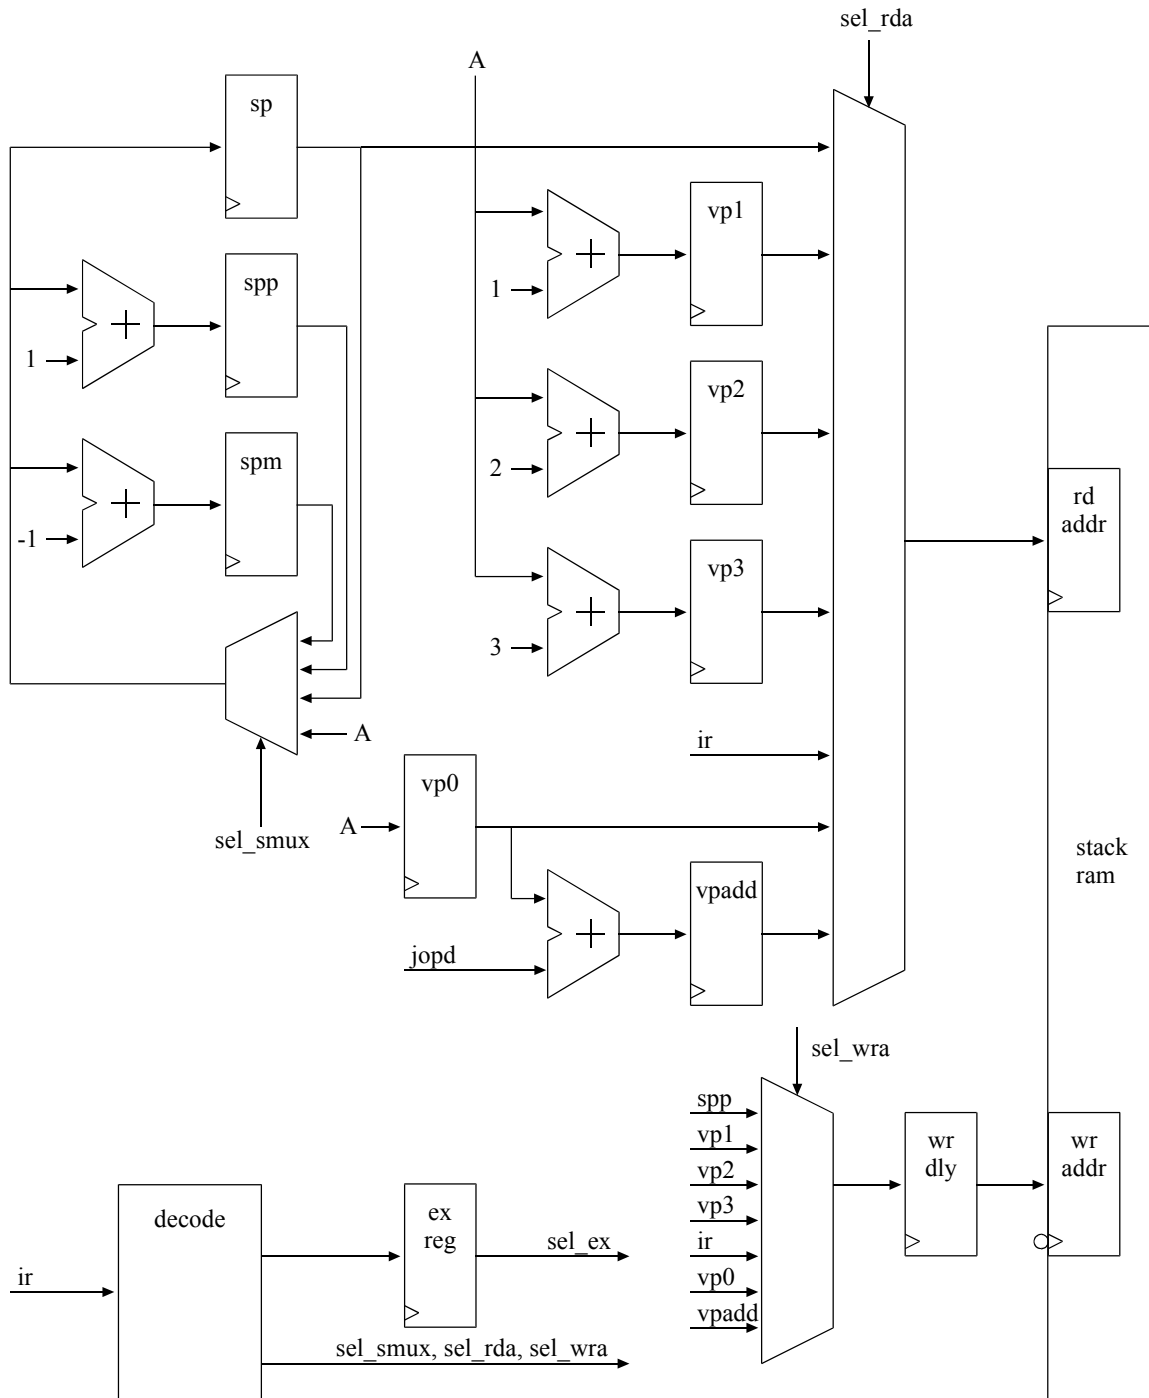 sel_rda
A
sp
vp1
1
spp
1
vp2
2
spm
-1
rd
addr
vp3
3
A
ir
sel_smux
vp0
A
stack
ram
vpadd
jopd
sel_wra
spp
vp1
vp2
vp3
ir
vp0
vpadd
wr
dly
wr
addr
decode
ex
reg
sel_ex
ir
sel_smux, sel_rda, sel_wra